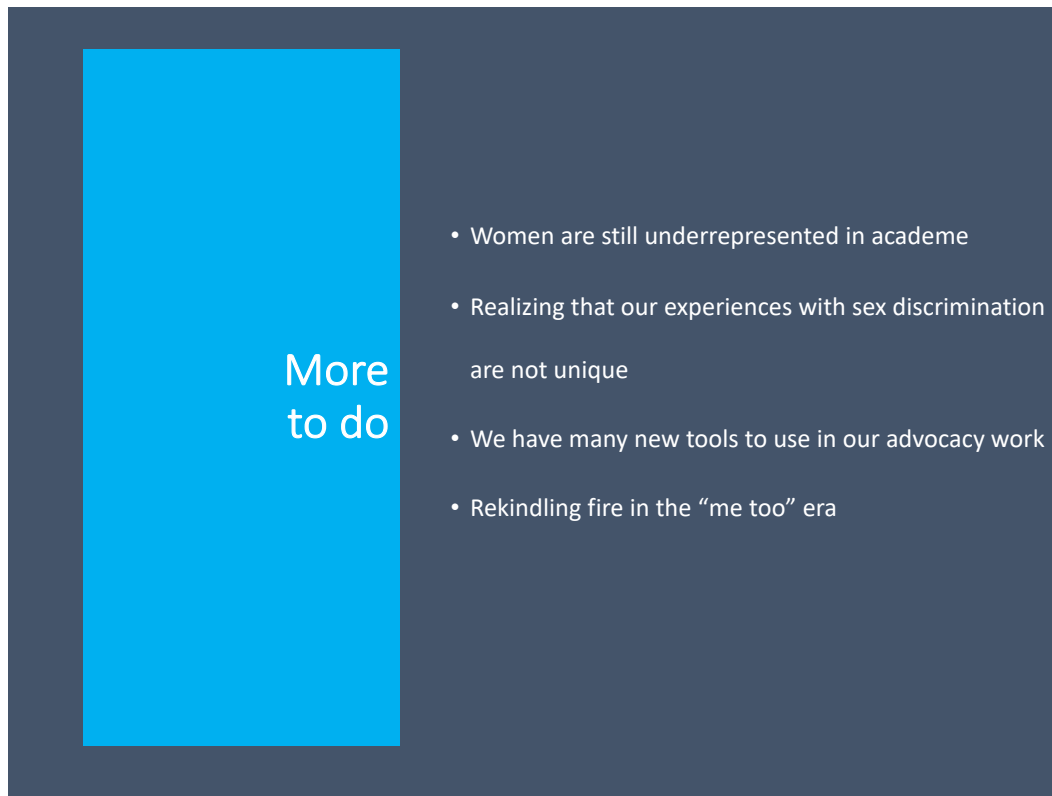 More
to do
• Women are still underrepresented in academe
• Realizing that our experiences with sex discrimination
are not unique
• We have many new tools to use in our advocacy work
• Rekindling fire in the “me too” era